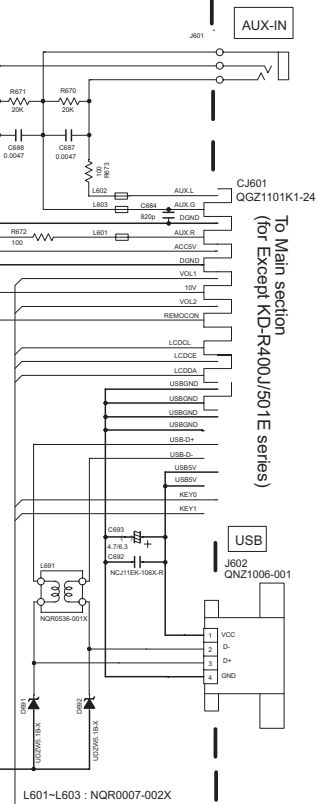 AUX-IN
J601
R671
20K
R670
20K
C688
0.0047
C687
0.0047
100
R673
CJ601
QGZ1101K1-24
To Main section
(for Except KD-R400J/501E series)
L602
AUX.L
L603
C684
820p
AUX.G
DGND
R672
100
L601
AUX.R
ACC5V
DGND
VOL1
10V
VOL2
REMOCON
LCDCL
LCDCE
LCDDA
USBGND
USBGND
USBGND
USBGND
USB-D+
USB-D-
USB5V
USB5V
KEY0
KEY1
C693
4.7/6.3
+
C692
NCJ11EK-106X-R
USB
J602
QNZ1006-001
L691
NQR0536-001X
1 VCC
2 D-
3 D+
4 GND
D691
UDZW5.1B-X
D692
UDZW5.1B-X
L601~L603 : NQR0007-002X